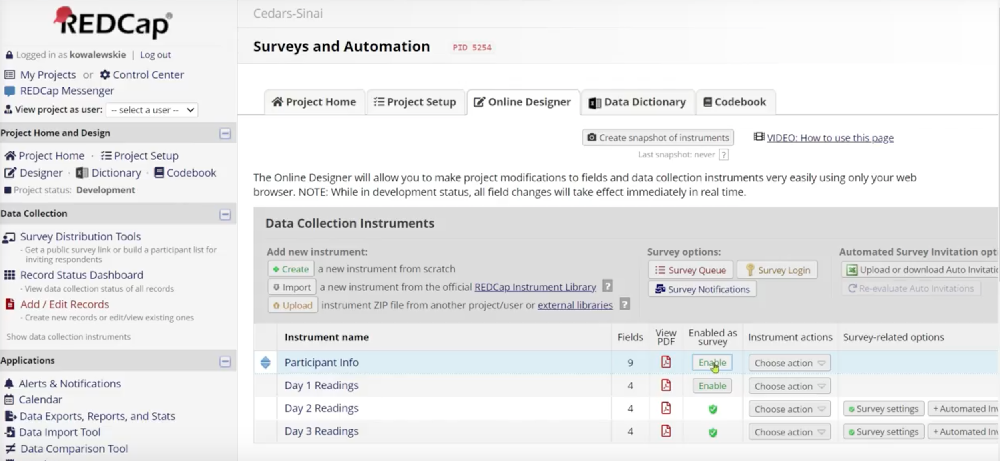 REDCap®
Logged in as kowalewskie | Log out
My Projects or Control Center
REDCap Messenger
View project as user: -- select a user --
Project Home and Design
Project Home · Project Setup
Designer · Dictionary · Codebook
Project status: Development
Data Collection
Survey Distribution Tools
- Get a public survey link or build a participant list for
inviting respondents
Record Status Dashboard
- View data collection status of all records
Add / Edit Records
- Create new records or edit/view existing ones
Show data collection instruments
Applications
Alerts & Notifications
Calendar
Data Exports, Reports, and Stats
Data Import Tool
Data Comparison Tool
Cedars-Sinai
Surveys and Automation PID 5254
Project Home Project Setup Online Designer Data Dictionary Codebook
Create snapshot of instruments VIDEO: How to use this page
Last snapshot: never ?
The Online Designer will allow you to make project modifications to fields and data collection instruments very easily using only your web
browser. NOTE: While in development status, all field changes will take effect immediately in real time.
Data Collection Instruments
Add new instrument:
Create a new instrument from scratch
Import a new instrument from the official REDCap Instrument Library ?
Upload instrument ZIP file from another project/user or external libraries ?
Survey options:
Survey Queue Survey Login
Survey Notifications
Automated Survey Invitation opti
Upload or download Auto Invitatio
Re-evaluate Auto Invitations
Instrument name Fields View PDF Enabled as survey Instrument actions Survey-related options
Participant Info 9 Enable Choose action
Day 1 Readings 4 Enable Choose action
Day 2 Readings 4 Choose action Survey settings + Automated Inv
Day 3 Readings 4 Choose action Survey settings + Automated Inv